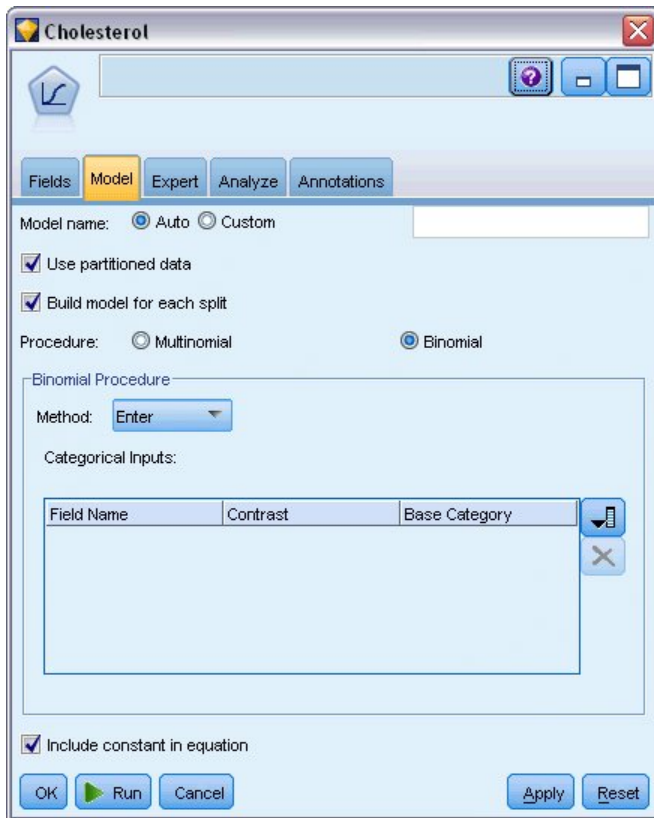 Cholesterol
Fields Model Expert Analyze Annotations
Model name: Auto Custom
Use partitioned data
Build model for each split
Procedure: Multinomial Binomial
Binomial Procedure
Method: Enter
Categorical Inputs:
Field Name Contrast Base Category
Include constant in equation
OK Run Cancel Apply Reset